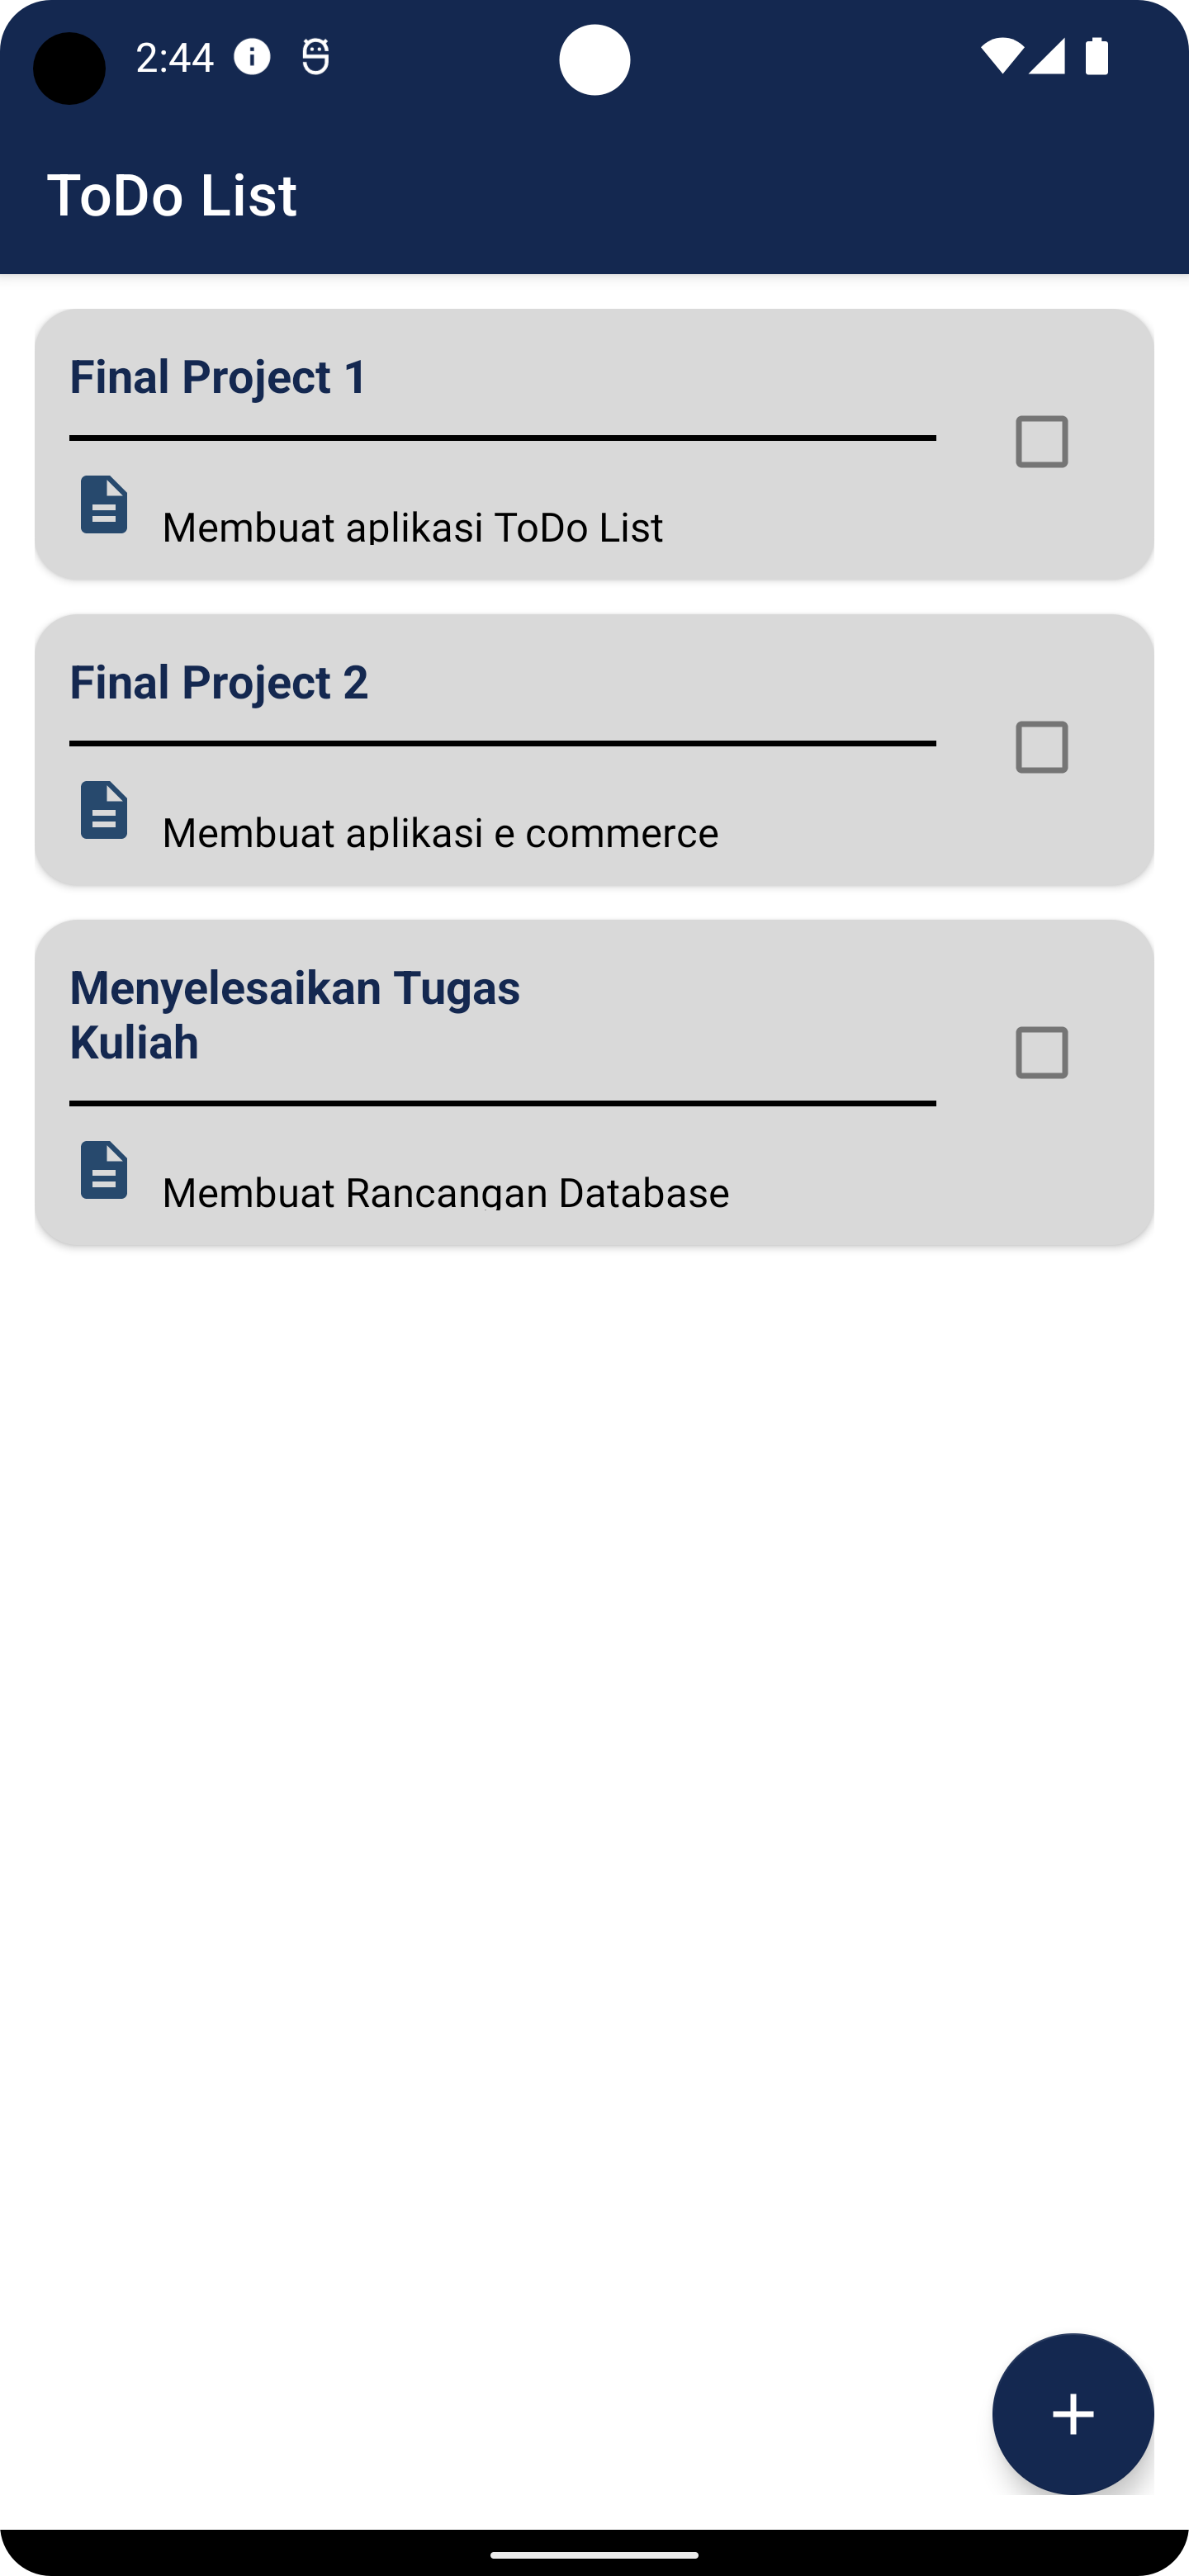 2:44
ToDo List
Final Project 1
Membuat aplikasi ToDo List
Final Project 2
Membuat aplikasi e commerce
Menyelesaikan Tugas
Kuliah
Membuat Rancangan Database